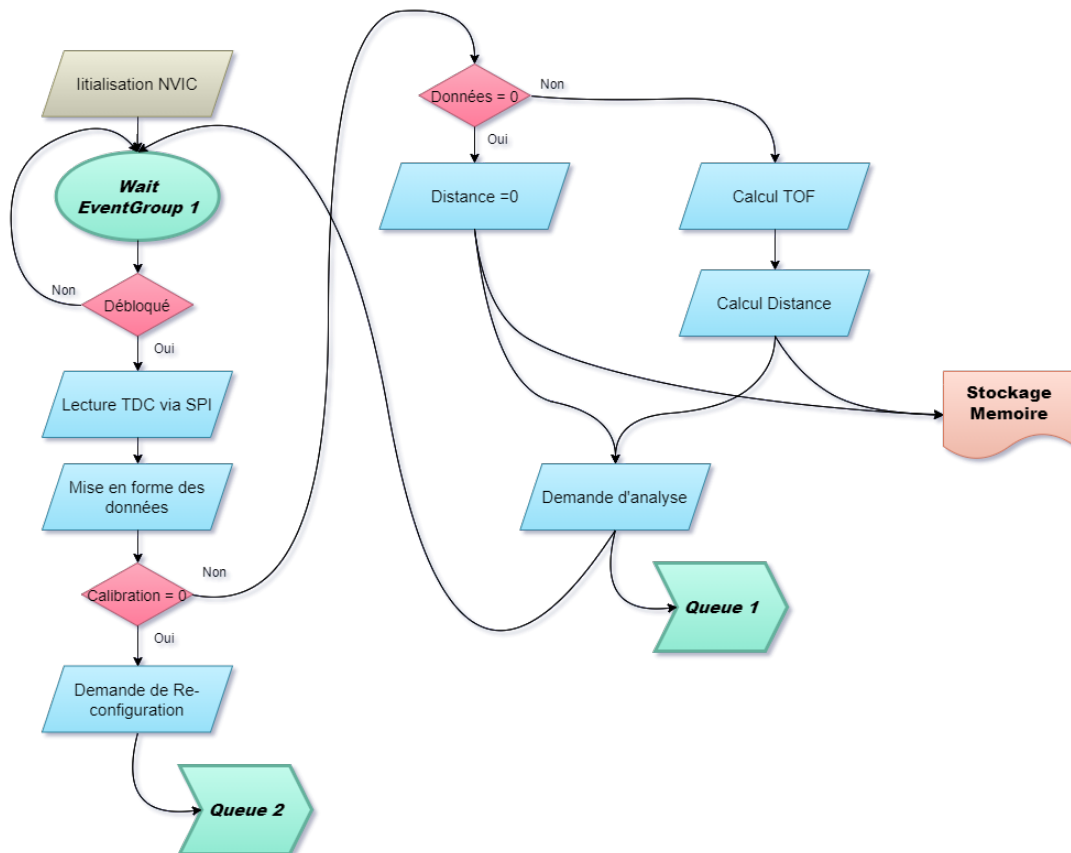 Iitialisation NVIC
Wait
EventGroup 1
Non
Débloqué
Oui
Lecture TDC via SPI
Mise en forme des
données
Calibration = 0
Non
Oui
Demande de Re-
configuration
Queue 2
Données = 0
Non
Oui
Distance =0
Calcul TOF
Calcul Distance
Stockage
Memoire
Demande d'analyse
Queue 1